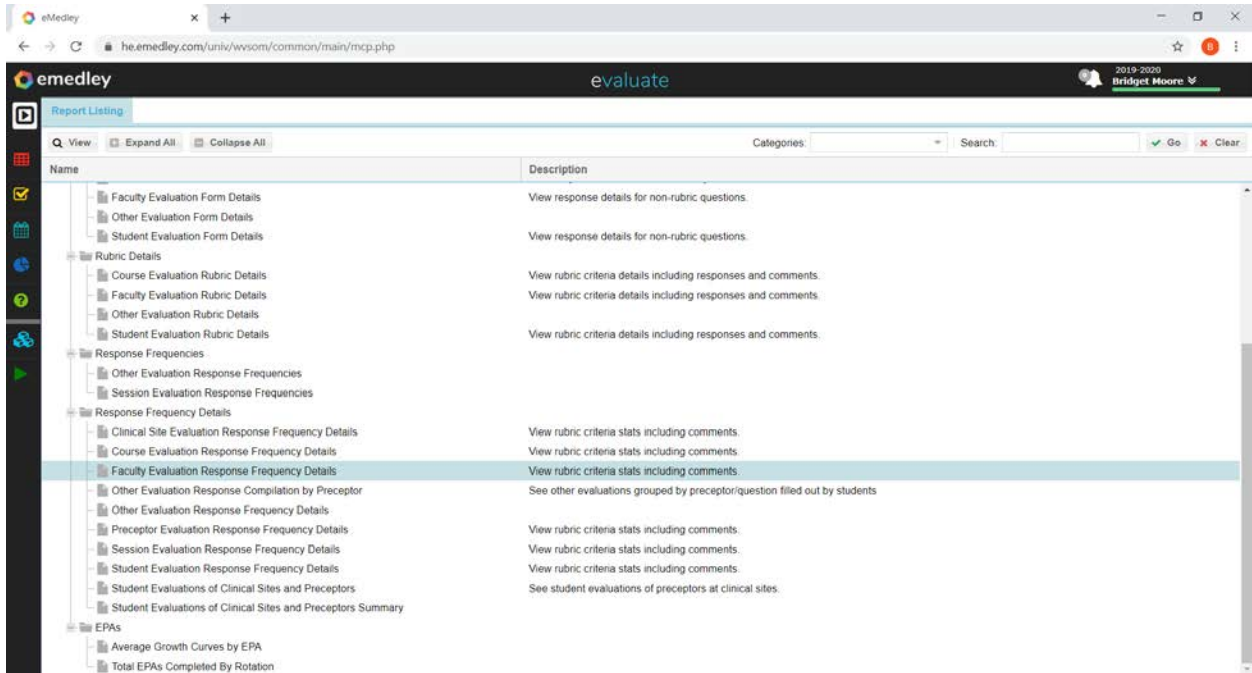 eMedley
he.emedley.com/univ/wvsom/common/main/mcp.php
B
emedley
evaluate
2019-2020
Bridget Moore
Report Listing
View Expand All Collapse All Categories: Search: Go Clear
Name Description
Faculty Evaluation Form Details View response details for non-rubric questions.
Other Evaluation Form Details
Student Evaluation Form Details View response details for non-rubric questions.
Rubric Details
Course Evaluation Rubric Details View rubric criteria details including responses and comments.
Faculty Evaluation Rubric Details View rubric criteria details including responses and comments.
Other Evaluation Rubric Details
Student Evaluation Rubric Details View rubric criteria details including responses and comments.
Response Frequencies
Other Evaluation Response Frequencies
Session Evaluation Response Frequencies
Response Frequency Details
Clinical Site Evaluation Response Frequency Details View rubric criteria stats including comments.
Course Evaluation Response Frequency Details View rubric criteria stats including comments.
Faculty Evaluation Response Frequency Details View rubric criteria stats including comments.
Other Evaluation Response Compilation by Preceptor See other evaluations grouped by preceptor/question filled out by students
Other Evaluation Response Frequency Details
Preceptor Evaluation Response Frequency Details View rubric criteria stats including comments.
Session Evaluation Response Frequency Details View rubric criteria stats including comments.
Student Evaluation Response Frequency Details View rubric criteria stats including comments.
Student Evaluations of Clinical Sites and Preceptors See student evaluations of preceptors at clinical sites.
Student Evaluations of Clinical Sites and Preceptors Summary
EPAs
Average Growth Curves by EPA
Total EPAs Completed By Rotation